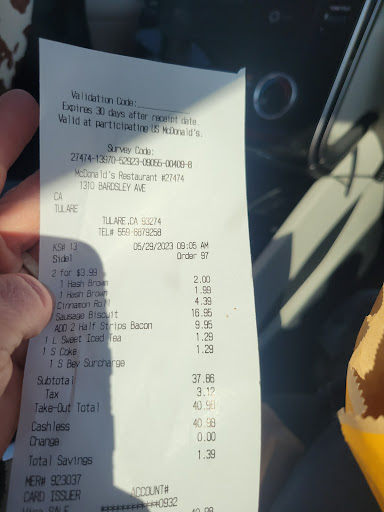 Validation Code:
Expires 30 days after receipt date.
Valid at participating US McDonald's.
Survey Code:
27474-13970-52923-09055-00409-8
McDonald's Restaurant #27474
1310 BARDSLEY AVE
CA
TULARE
TULARE,CA 93274
TEL# 559-6879258
KS# 13 05/29/2023 09:05 AM
Side1 Order 97
2 for $3.99
1 Hash Brown 2.00
1 Hash Brown 1.99
Cinnamon Roll 4.39
Sausage Biscuit 16.95
ADD 2 Half Strips Bacon 9.95
1 L Sweet Iced Tea 1.29
1 S Coke 1.29
1 S Bev Surcharge
Subtotal 37.86
Tax 3.12
Take-Out Total 40.98
Cashless 40.98
Change 0.00
Total Savings 1.39
MER# 923037
CARD ISSUER ACCOUNT#
SALE ************0932
40.98